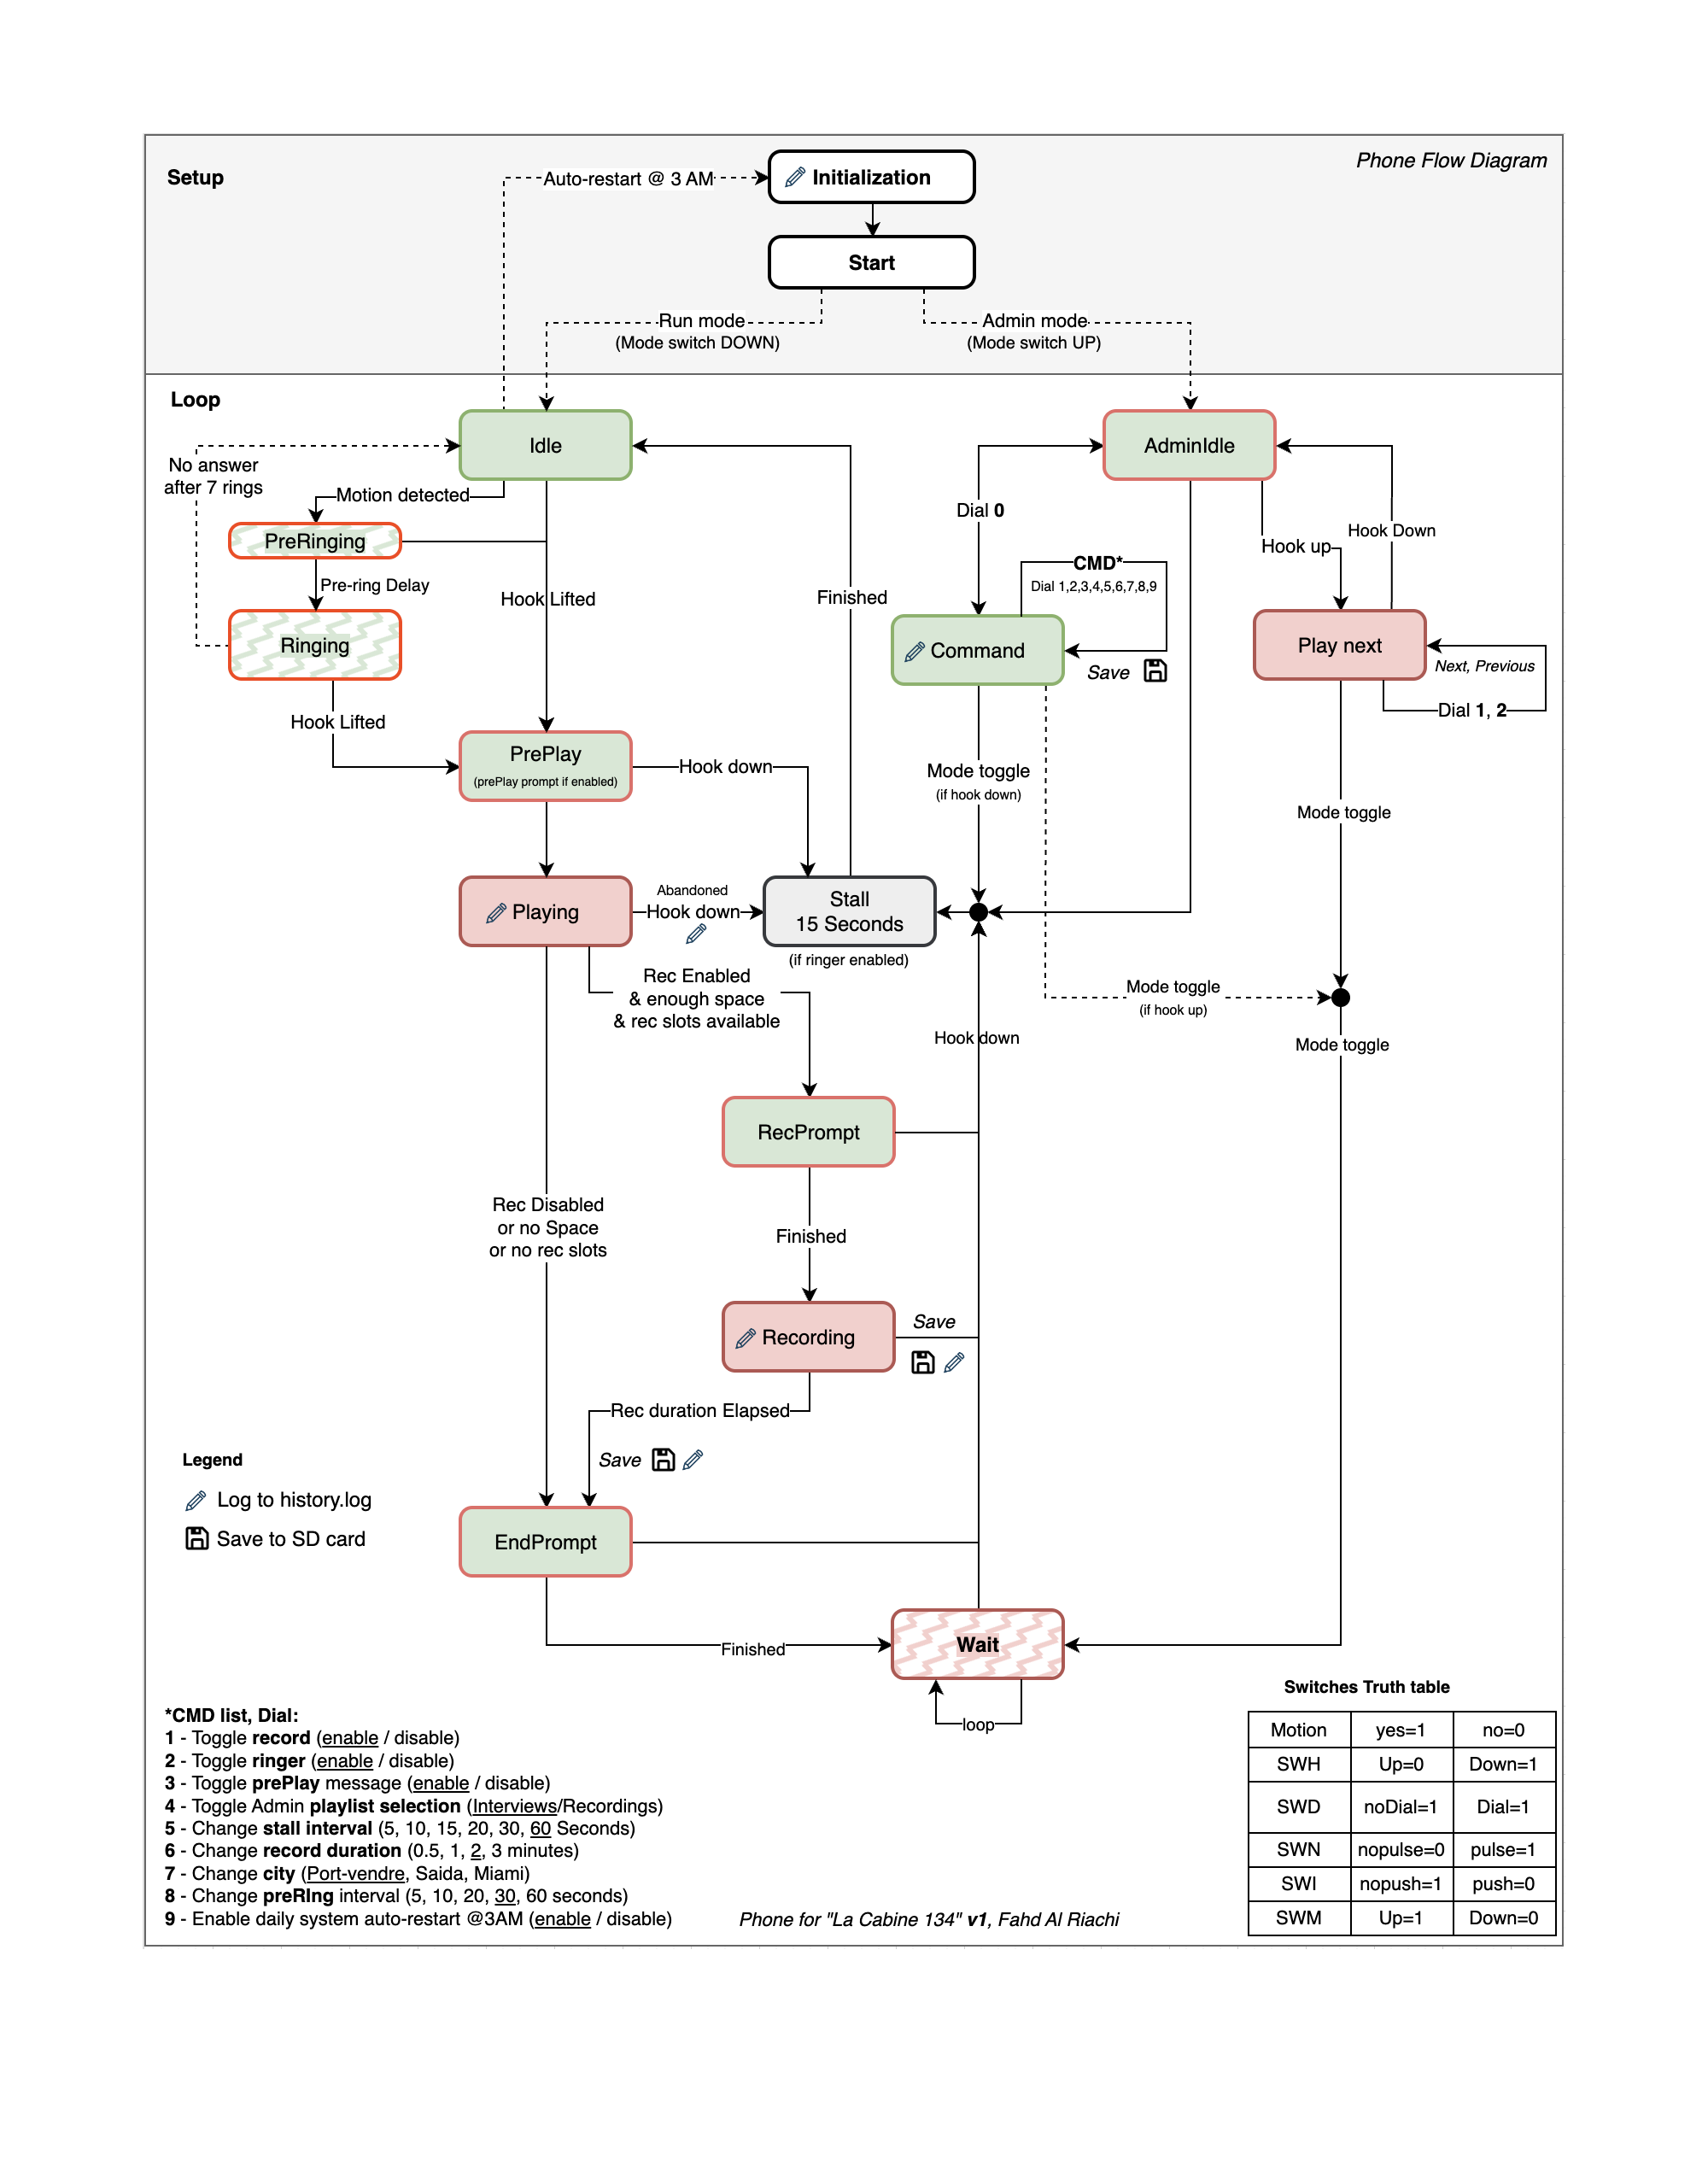 Phone Flow Diagram
Setup
Auto-restart @ 3 AM
Initialization
Start
Run mode
(Mode switch DOWN)
Admin mode
(Mode switch UP)
Loop
Idle
AdminIdle
No answer
after 7 rings
Motion detected
PreRinging
Pre-ring Delay
Ringing
Hook Lifted
Hook Lifted
Finished
Dial 0
CMD*
Dial 1,2,3,4,5,6,7,8,9
Command
Save
Hook up
Hook Down
Play next
Next, Previous
Dial 1, 2
PrePlay
(prePlay prompt if enabled)
Hook down
Mode toggle
(if hook down)
Mode toggle
Playing
Abandoned
Hook down
Stall
15 Seconds
(if ringer enabled)
Rec Enabled
& enough space
& rec slots available
Mode toggle
(if hook up)
Hook down
Mode toggle
RecPrompt
Rec Disabled
or no Space
or no rec slots
Finished
Recording
Save
Rec duration Elapsed
Save
Legend
Log to history.log
Save to SD card
EndPrompt
Finished
Wait
loop
*CMD list, Dial:
1 - Toggle record (enable / disable)
2 - Toggle ringer (enable / disable)
3 - Toggle prePlay message (enable / disable)
4 - Toggle Admin playlist selection (Interviews/Recordings)
5 - Change stall interval (5, 10, 15, 20, 30, 60 Seconds)
6 - Change record duration (0.5, 1, 2, 3 minutes)
7 - Change city (Port-vendre, Saida, Miami)
8 - Change preRIng interval (5, 10, 20, 30, 60 seconds)
9 - Enable daily system auto-restart @3AM (enable / disable)
Phone for "La Cabine 134" v1, Fahd Al Riachi
Switches Truth table
Motion yes=1 no=0
SWH Up=0 Down=1
SWD noDial=1 Dial=1
SWN nopulse=0 pulse=1
SWI nopush=1 push=0
SWM Up=1 Down=0